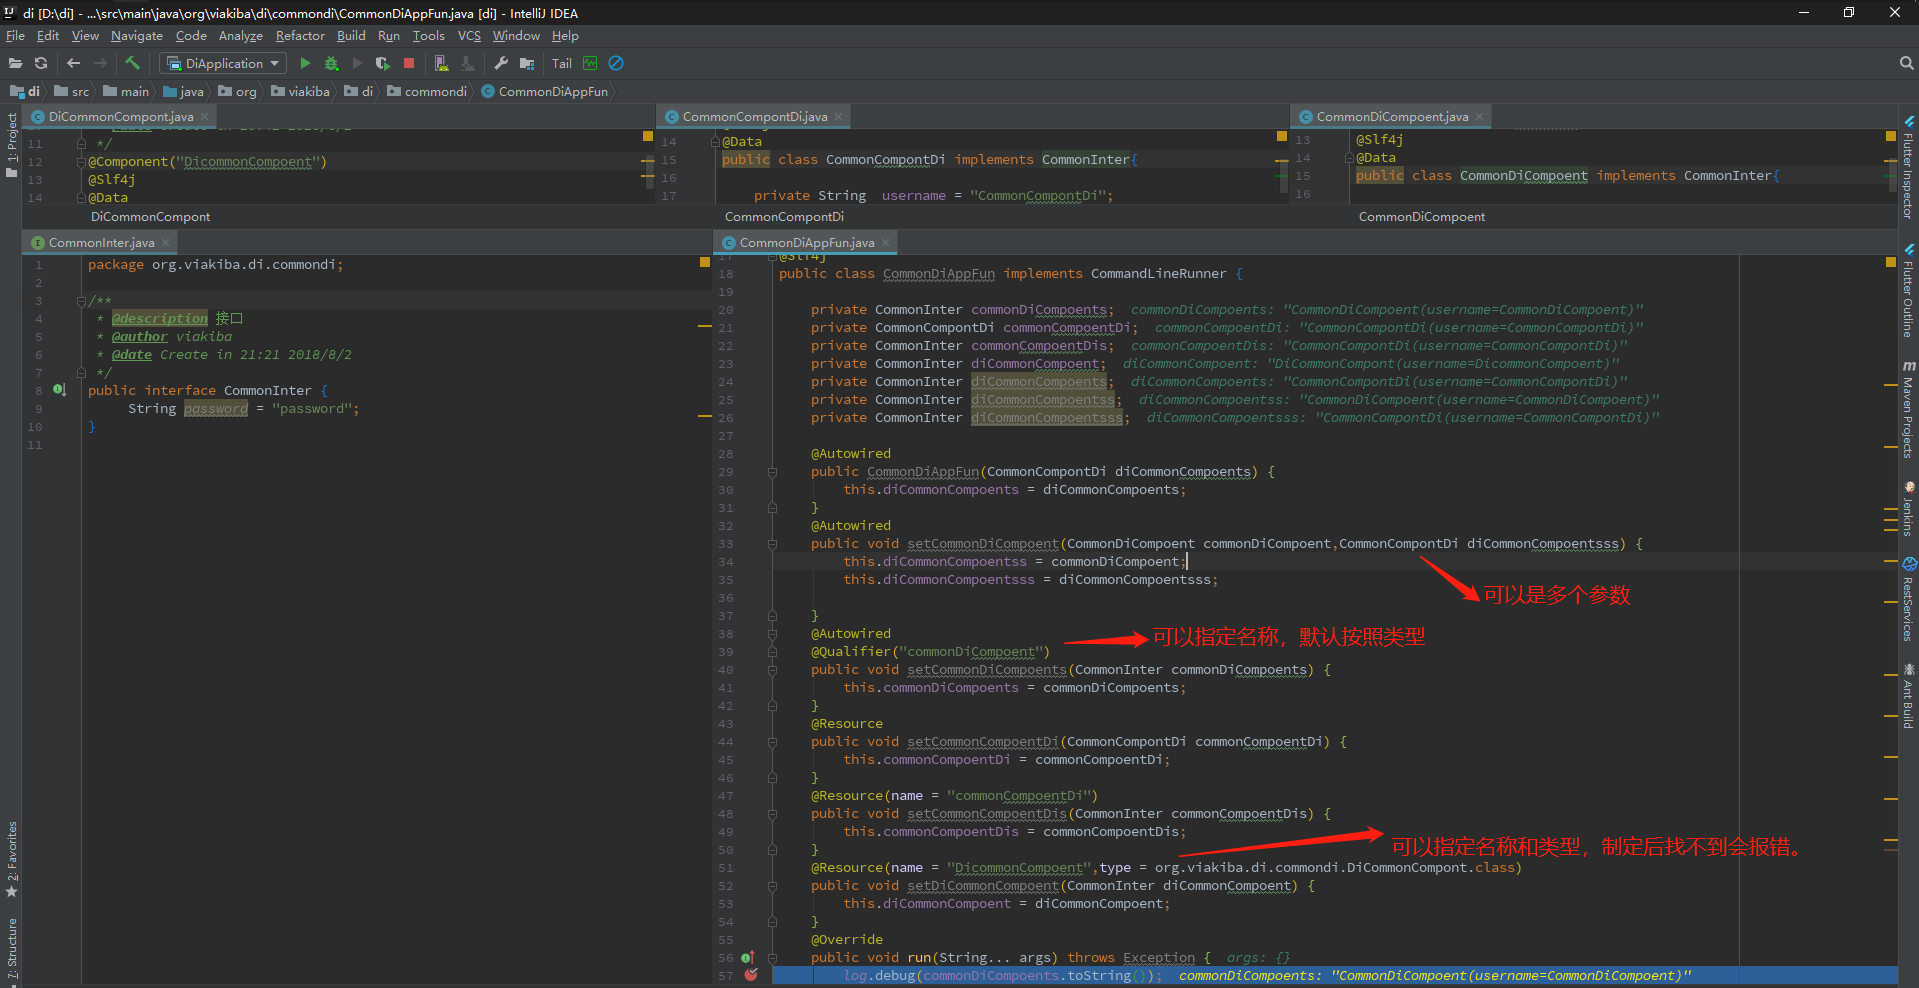 di [D:\di] - ...\src\main\java\org\viakiba\di\commondi\CommonDiAppFun.java [di] - IntelliJ IDEA
File Edit View Navigate Code Analyze Refactor Build Run Tools VCS Window Help
DiApplication Tail
di src main java org viakiba di commondi CommonDiAppFun
1: Project
DiCommonCompont.java
11 */
12 @Component("DicommonCompoent")
13 @Slf4j
14 @Data
DiCommonCompont
CommonCompontDi.java
14 @Data
15 public class CommonCompontDi implements CommonInter{
16
17 private String username = "CommonCompontDi";
CommonCompontDi
CommonDiCompoent.java
13 @Slf4j
14 @Data
15 public class CommonDiCompoent implements CommonInter{
16
CommonDiCompoent
CommonInter.java
1 package org.viakiba.di.commondi;
2
3 /**
4 * @description 接口
5 * @author viakiba
6 * @date Create in 21:21 2018/8/2
7 */
8 public interface CommonInter {
9 String password = "password";
10 }
11
CommonDiAppFun.java
17 @Slf4j
18 public class CommonDiAppFun implements CommandLineRunner {
19
20 private CommonInter commonDiCompoents; commonDiCompoents: "CommonDiCompoent(username=CommonDiCompoent)"
21 private CommonCompontDi commonCompoentDi; commonCompoentDi: "CommonCompontDi(username=CommonCompontDi)"
22 private CommonInter commonCompoentDis; commonCompoentDis: "CommonCompontDi(username=CommonCompontDi)"
23 private CommonInter diCommonCompoent; diCommonCompoent: "DiCommonCompont(username=DicommonCompoent)"
24 private CommonInter diCommonCompoents; diCommonCompoents: "CommonCompontDi(username=CommonCompontDi)"
25 private CommonInter diCommonCompoentss; diCommonCompoentss: "CommonDiCompoent(username=CommonDiCompoent)"
26 private CommonInter diCommonCompoentsss; diCommonCompoentsss: "CommonCompontDi(username=CommonCompontDi)"
27
28 @Autowired
29 public CommonDiAppFun(CommonCompontDi diCommonCompoents) {
30 this.diCommonCompoents = diCommonCompoents;
31 }
32 @Autowired
33 public void setCommonDiCompoent(CommonDiCompoent commonDiCompoent,CommonCompontDi diCommonCompoentsss) {
34 this.diCommonCompoentss = commonDiCompoent;
35 this.diCommonCompoentsss = diCommonCompoentsss;
可以是多个参数
36
37 }
38 @Autowired
可以指定名称，默认按照类型
39 @Qualifier("commonDiCompoent")
40 public void setCommonDiCompoents(CommonInter commonDiCompoents) {
41 this.commonDiCompoents = commonDiCompoents;
42 }
43 @Resource
44 public void setCommonCompoentDi(CommonCompontDi commonCompoentDi) {
45 this.commonCompoentDi = commonCompoentDi;
46 }
47 @Resource(name = "commonCompoentDi")
48 public void setCommonCompoentDis(CommonInter commonCompoentDis) {
49 this.commonCompoentDis = commonCompoentDis;
50 }
可以指定名称和类型，制定后找不到会报错。
51 @Resource(name = "DicommonCompoent",type = org.viakiba.di.commondi.DiCommonCompont.class)
52 public void setDiCommonCompoent(CommonInter diCommonCompoent) {
53 this.diCommonCompoent = diCommonCompoent;
54 }
55 @Override
56 public void run(String... args) throws Exception { args: {}
57 log.debug(commonDiCompoents.toString()); commonDiCompoents: "CommonDiCompoent(username=CommonDiCompoent)"
2: Favorites
7: Structure
Flutter Inspector
Flutter Outline
Maven Projects
Jenkins
RestServices
Ant Build